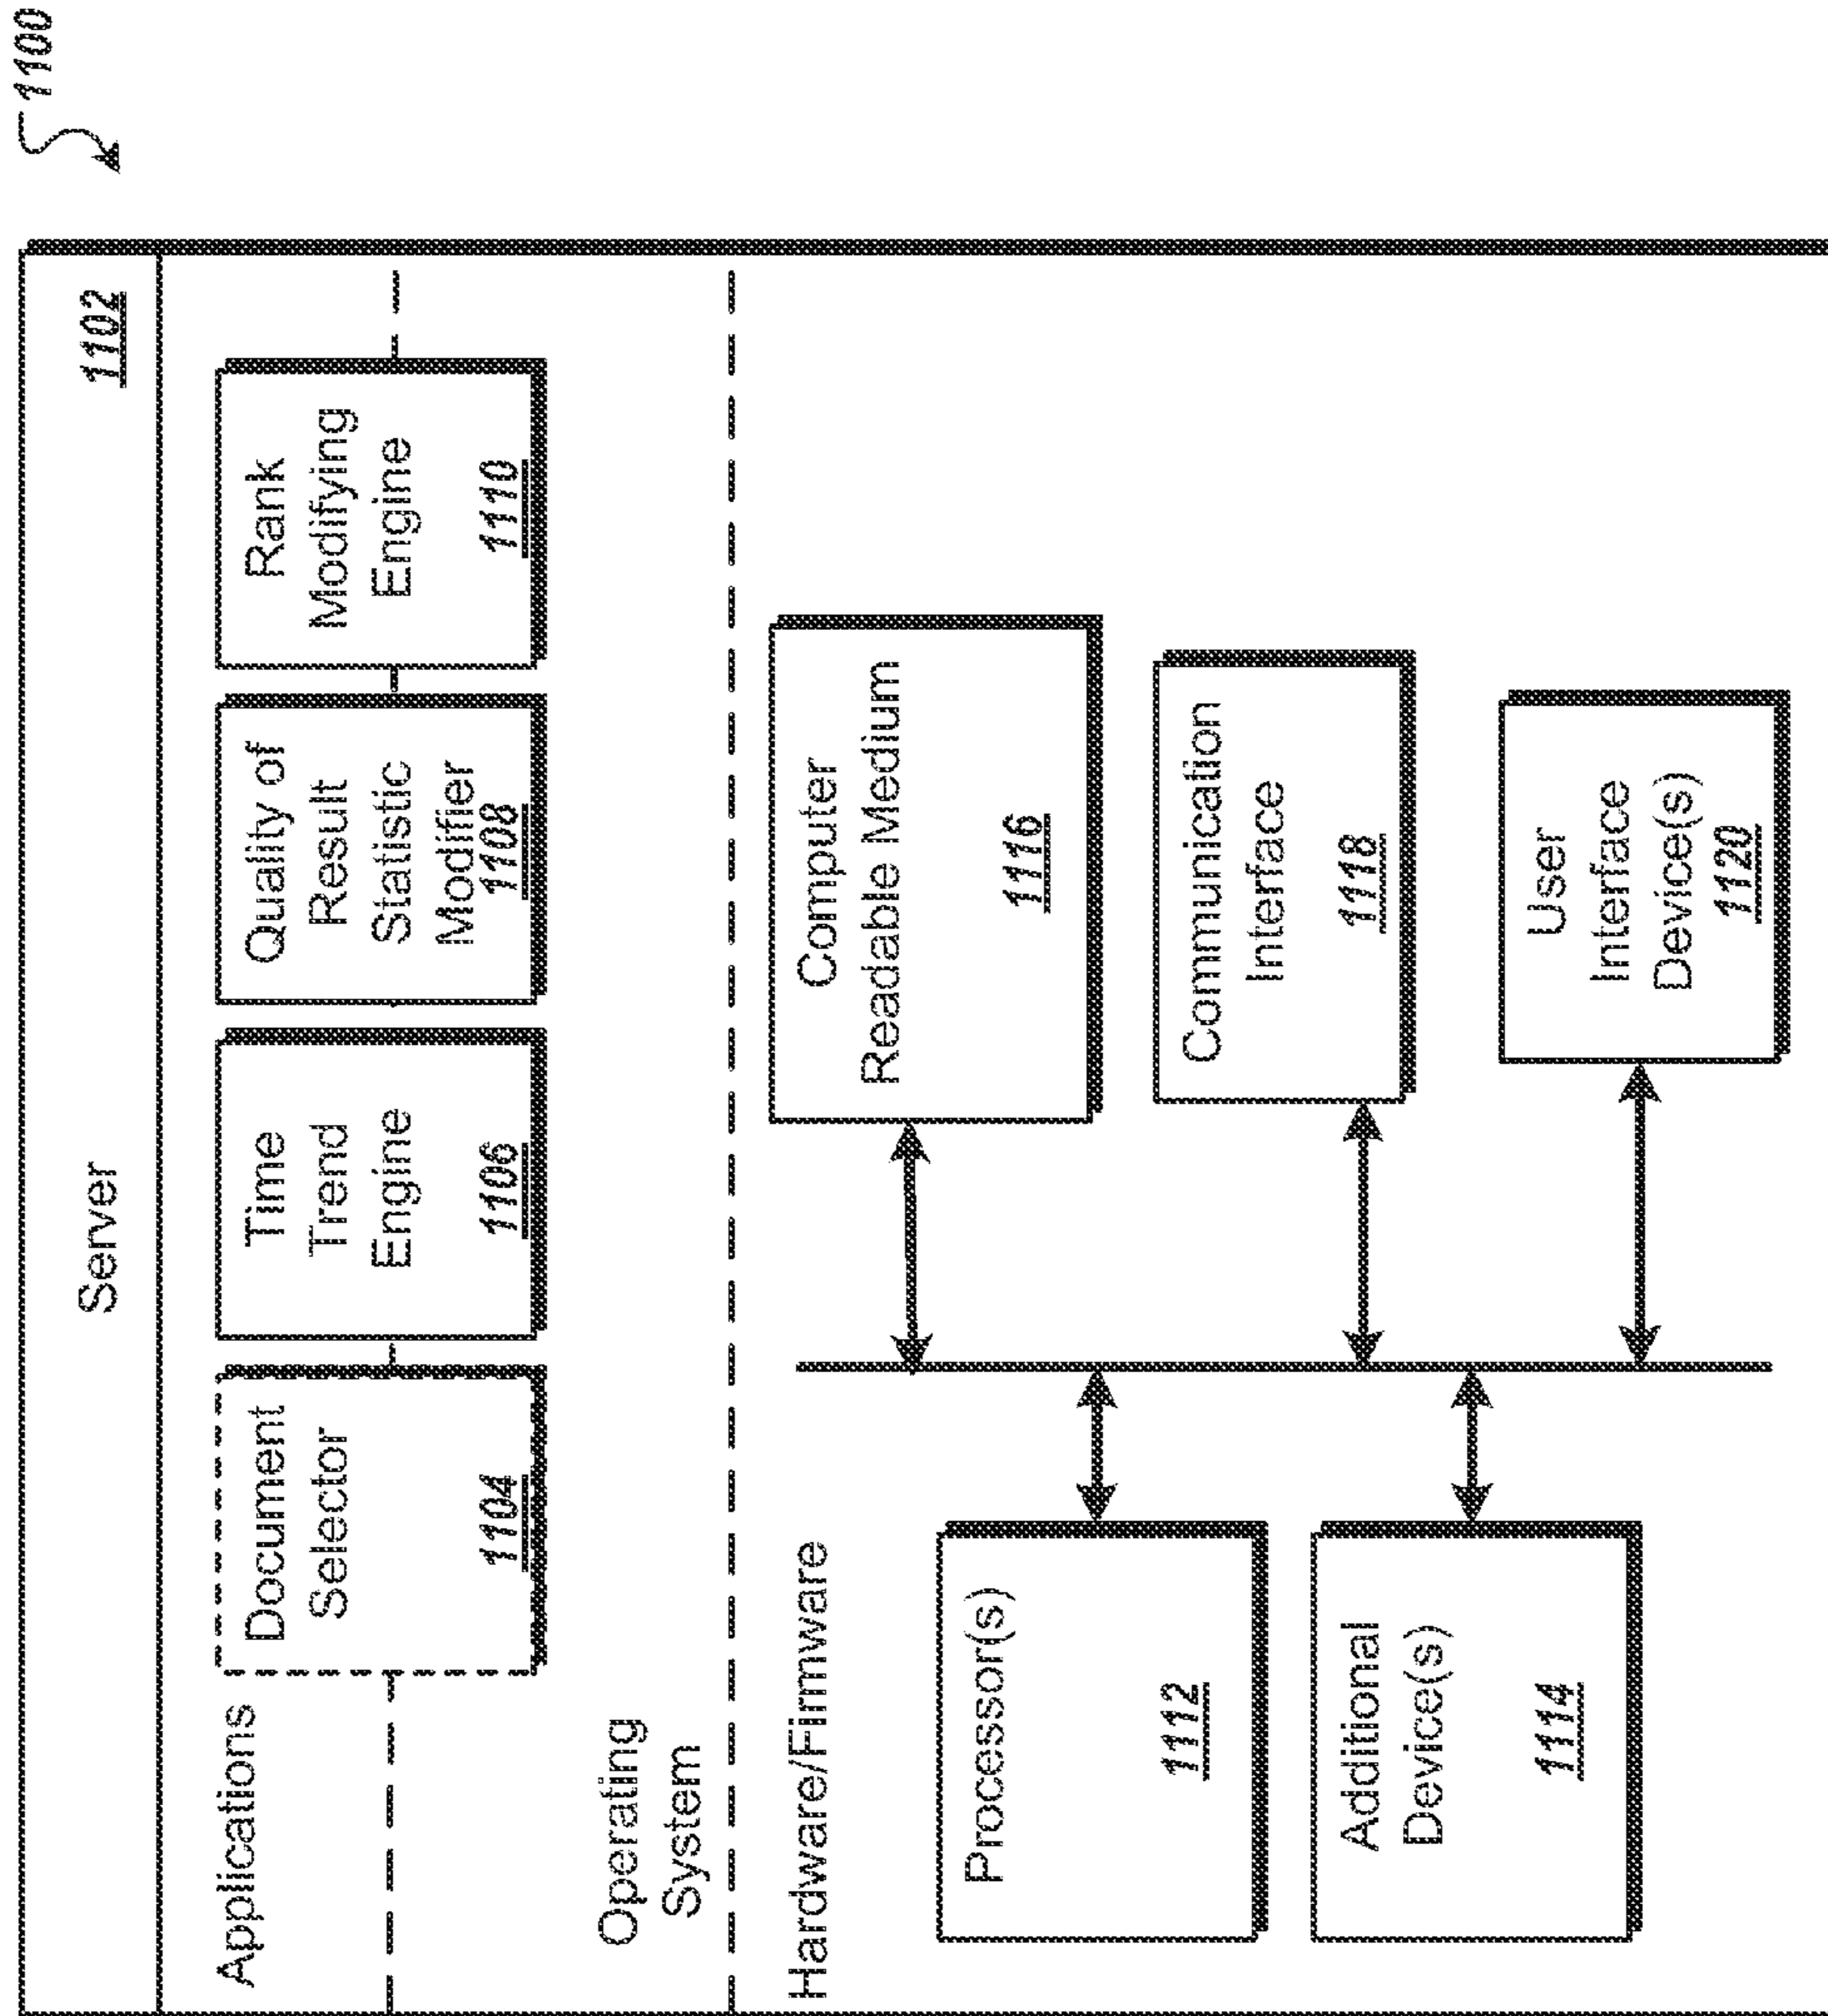 1100
Server
1102
Applications
Document
Selector
1104
Time
Trend
Engine
1106
Quality of
Result
Statistic
Modifier
1108
Rank
Modifying
Engine
1110
Operating
System
Hardware/Firmware
Processor(s)
1112
Computer
Readable Medium
1116
Additional
Device(s)
1114
Communication
Interface
1118
User
Interface
Device(s)
1120